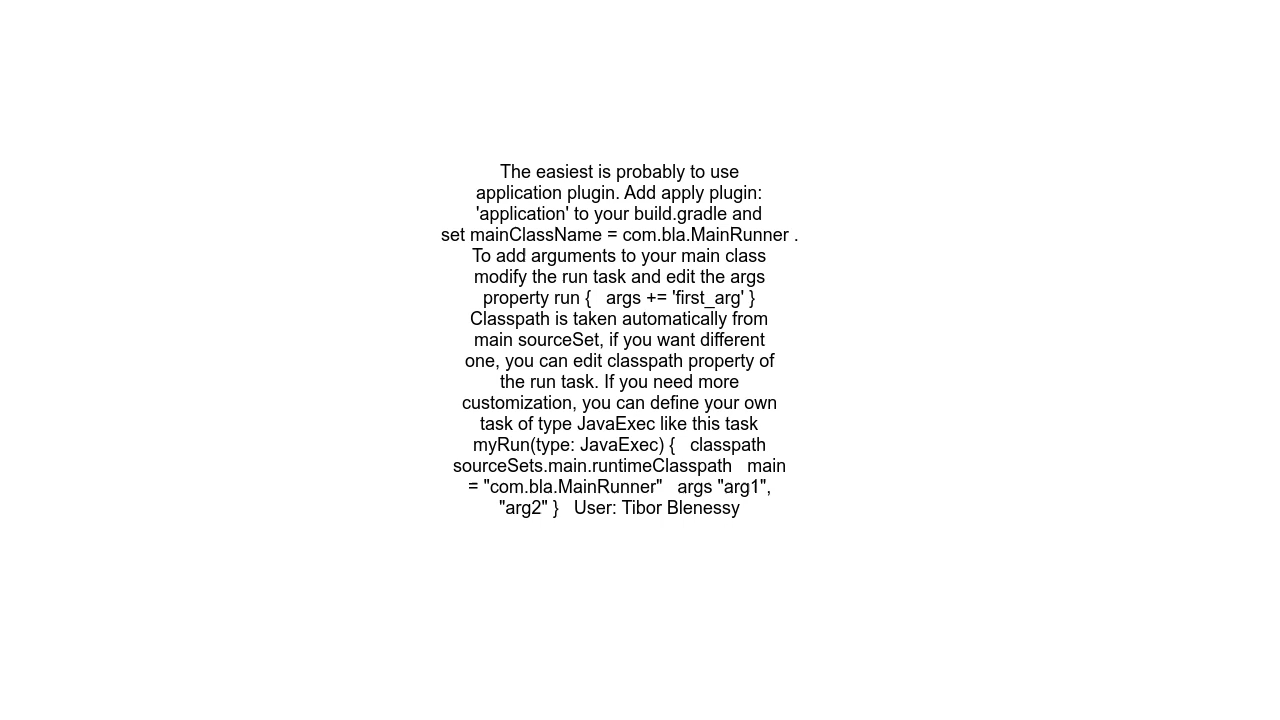 The easiest is probably to use
application plugin. Add apply plugin:
'application' to your build.gradle and
set mainClassName = com.bla.MainRunner .
To add arguments to your main class
modify the run task and edit the args
property run {   args += 'first_arg' }
Classpath is taken automatically from
main sourceSet, if you want different
one, you can edit classpath property of
the run task. If you need more
customization, you can define your own
task of type JavaExec like this task
myRun(type: JavaExec) {   classpath
sourceSets.main.runtimeClasspath   main
= "com.bla.MainRunner"   args "arg1",
"arg2" }   User: Tibor Blenessy